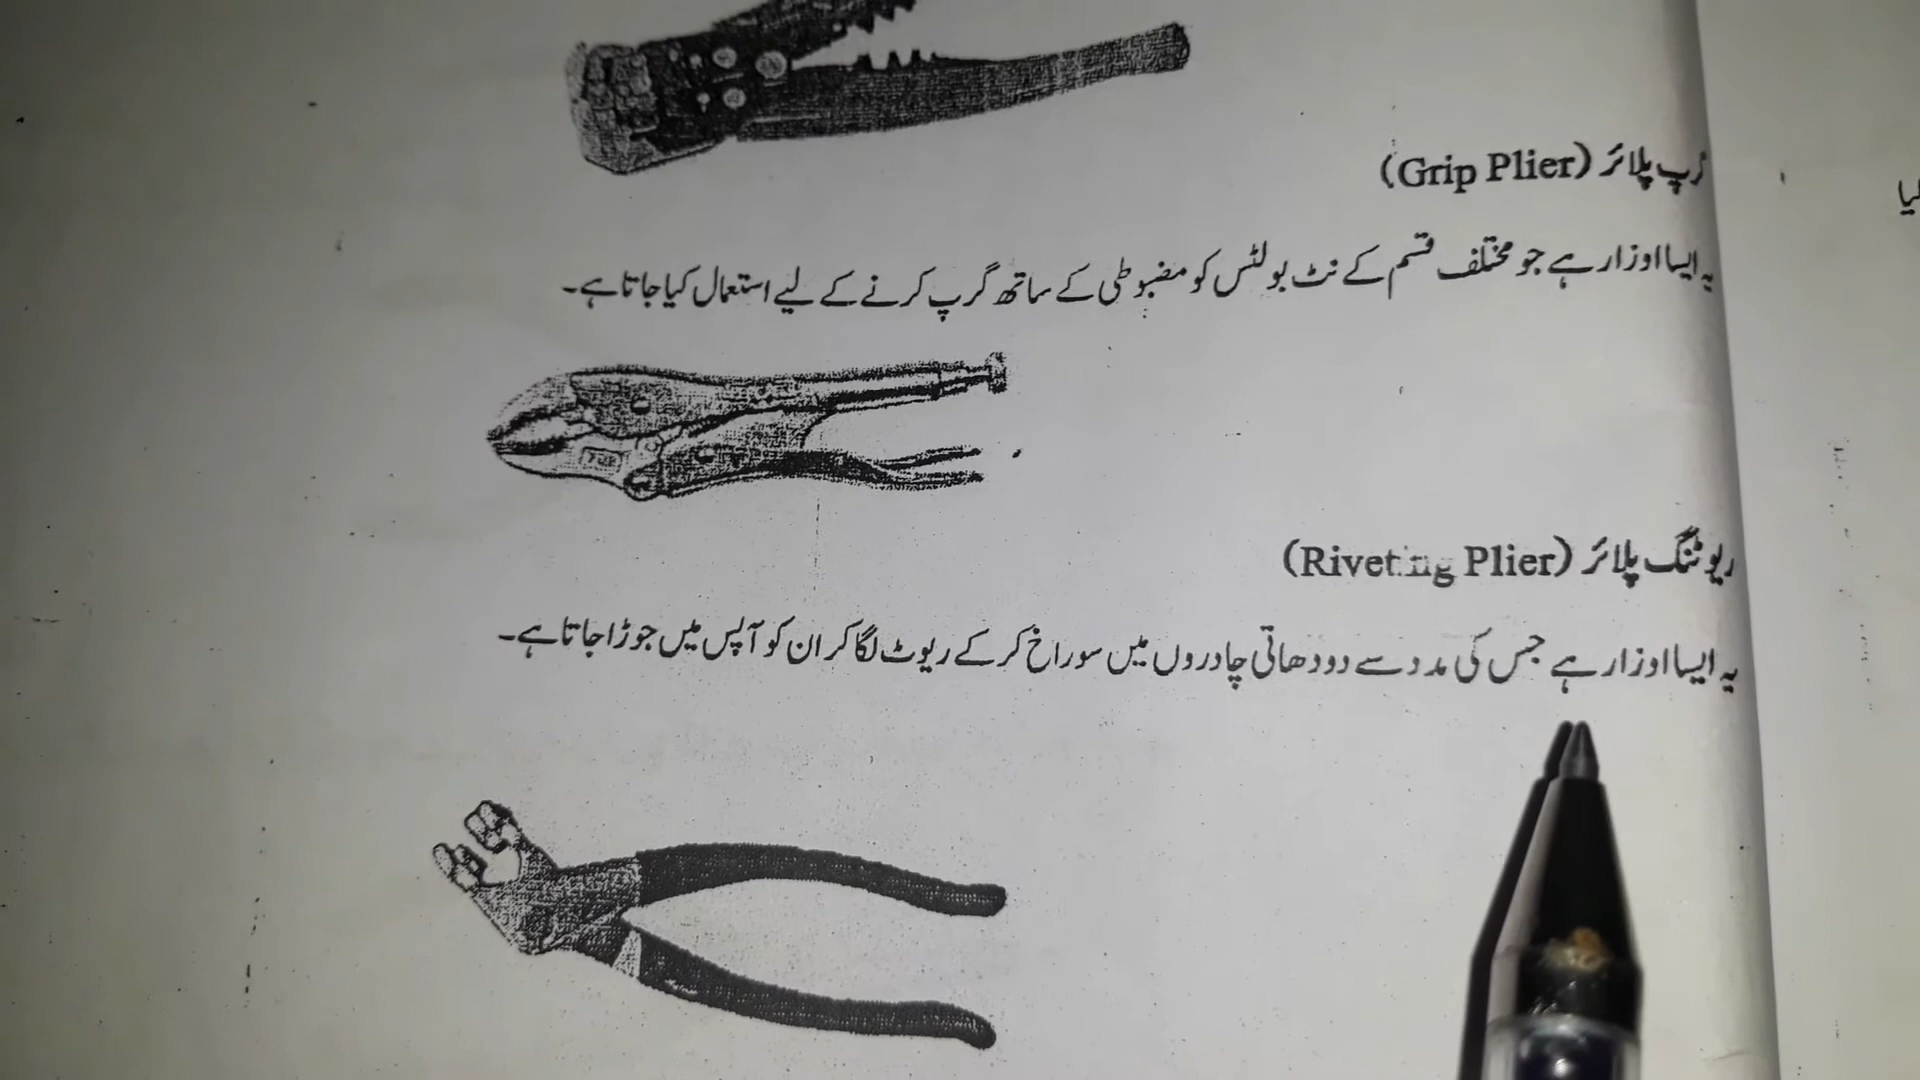 گرپ پلائر (Grip Plier)
یہ ایسا اوزار ہے جو مختلف قسم کے نٹ بولٹس کو مضبوطی کے ساتھ گرپ کرنے کے لیے استعمال کیا جاتا ہے۔
ریوٹنگ پلائر (Riveting Plier)
یہ ایسا اوزار ہے جس کی مدد سے دو دھاتی چادروں میں سوراخ کر کے ریوٹ لگا کر ان کو آپس میں جوڑا جاتا ہے۔